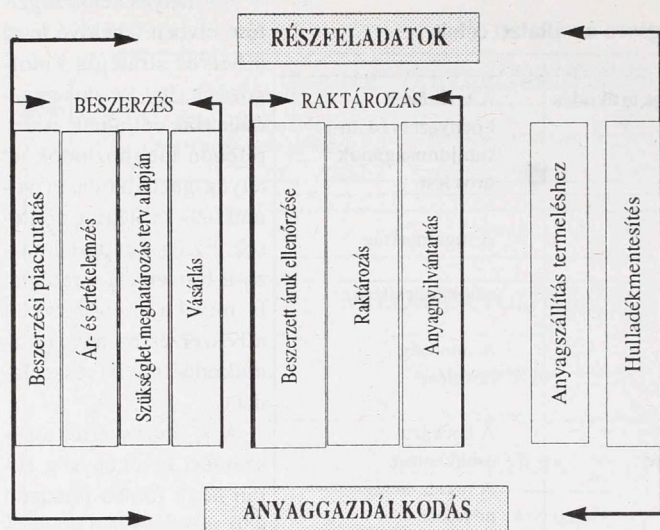 RÉSZFELADATOK
BESZERZÉS
RAKTÁROZÁS
Beszerzési piackutatás
Ár- és értékelemzés
Szükséglet-meghatározás terv alapján
Vásárlás
Beszerzett áruk ellenőrzése
Raktározás
Anyagnyilvántartás
Anyagszállítás termeléshez
Hulladékmentesítés
ANYAGGAZDÁLKODÁS